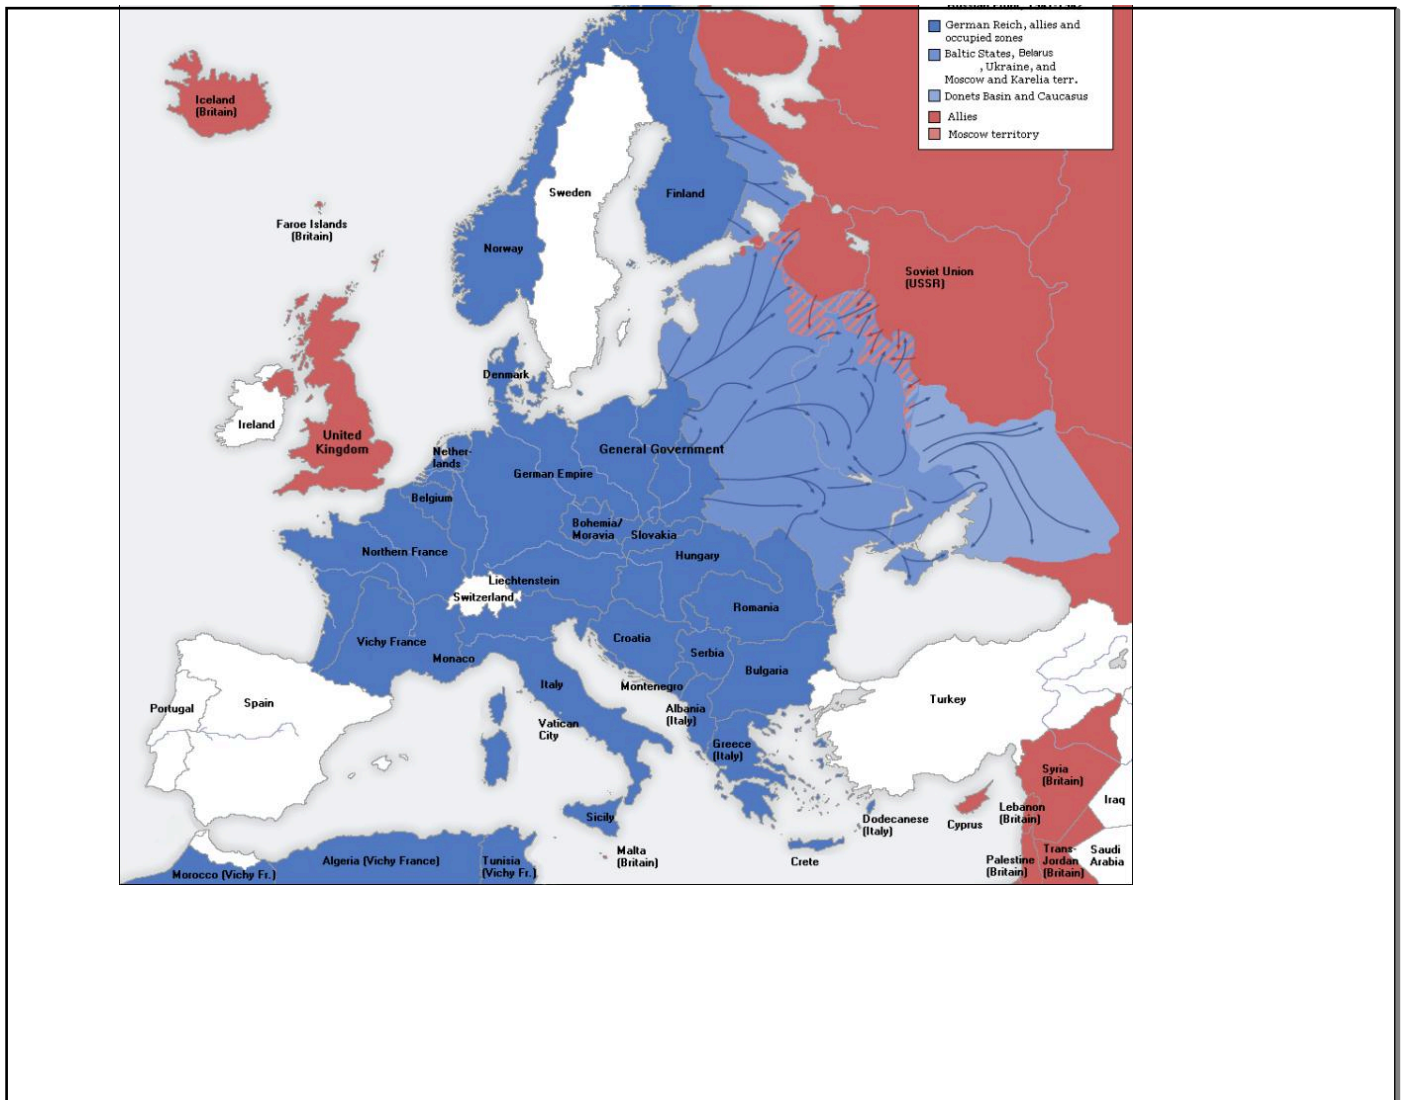 German Reich, allies and
occupied zones
Baltic States, Belarus
, Ukraine, and
Moscow and Karelia terr.
Donets Basin and Caucasus
Allies
Moscow territory
Iceland
(Britain)
Faroe Islands
(Britain)
Sweden
Finland
Norway
Soviet Union
(USSR)
Denmark
Ireland
United
Kingdom
Nether-
lands
General Government
German Empire
Belgium
Bohemia/
Moravia
Slovakia
Northern France
Hungary
Liechtenstein
Switzerland
Romania
Vichy France
Croatia
Serbia
Monaco
Bulgaria
Italy
Montenegro
Portugal
Spain
Turkey
Albania
(Italy)
Vatican
City
Greece
(Italy)
Syria
(Britain)
Sicily
Dodecanese
(Italy)
Cyprus
Lebanon
(Britain)
Iraq
Malta
(Britain)
Crete
Algeria (Vichy France)
Tunisia
(Vichy Fr.)
Morocco (Vichy Fr.)
Palestine
(Britain)
Trans-
Jordan
(Britain)
Saudi
Arabia